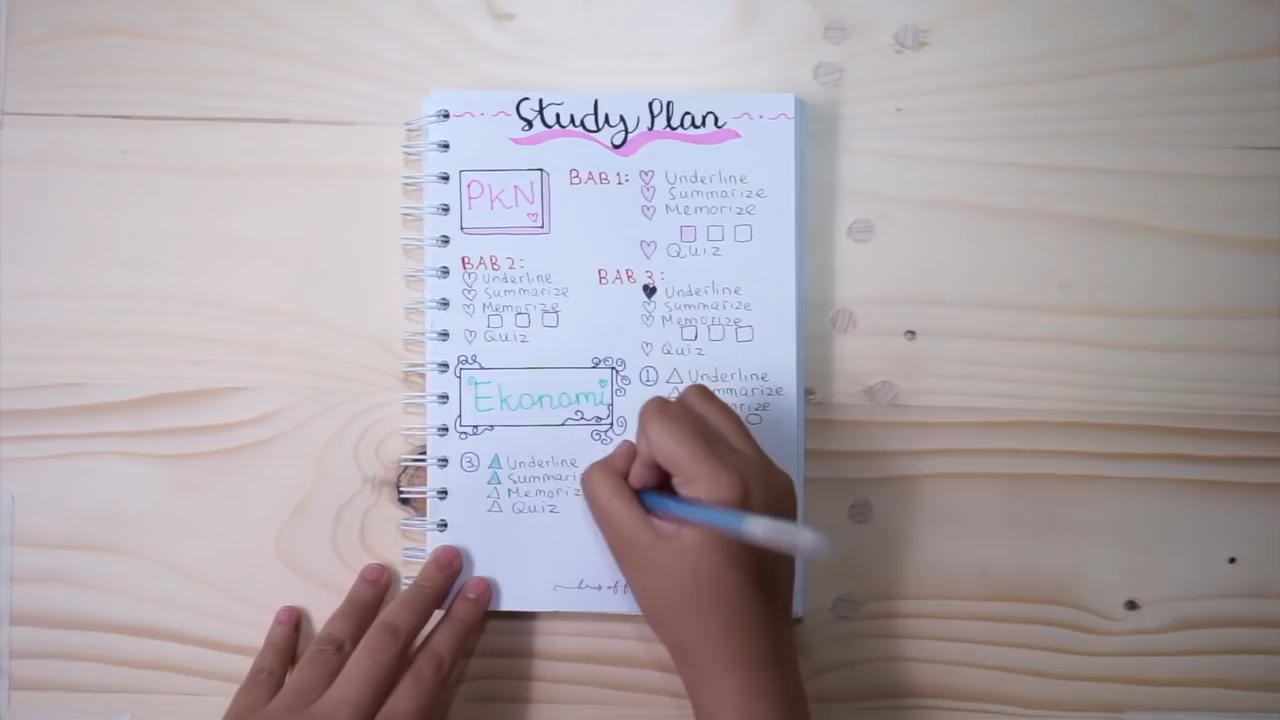 Study Plan
PKN
BAB 1:
Underline
Summarize
Memorize
Quiz
BAB 2:
Underline
Summarize
Memorize
Quiz
BAB 3:
Underline
Summarize
Memorize
Quiz
Ekonomi
1 Underline
3 Underline
Memoriz
Quiz